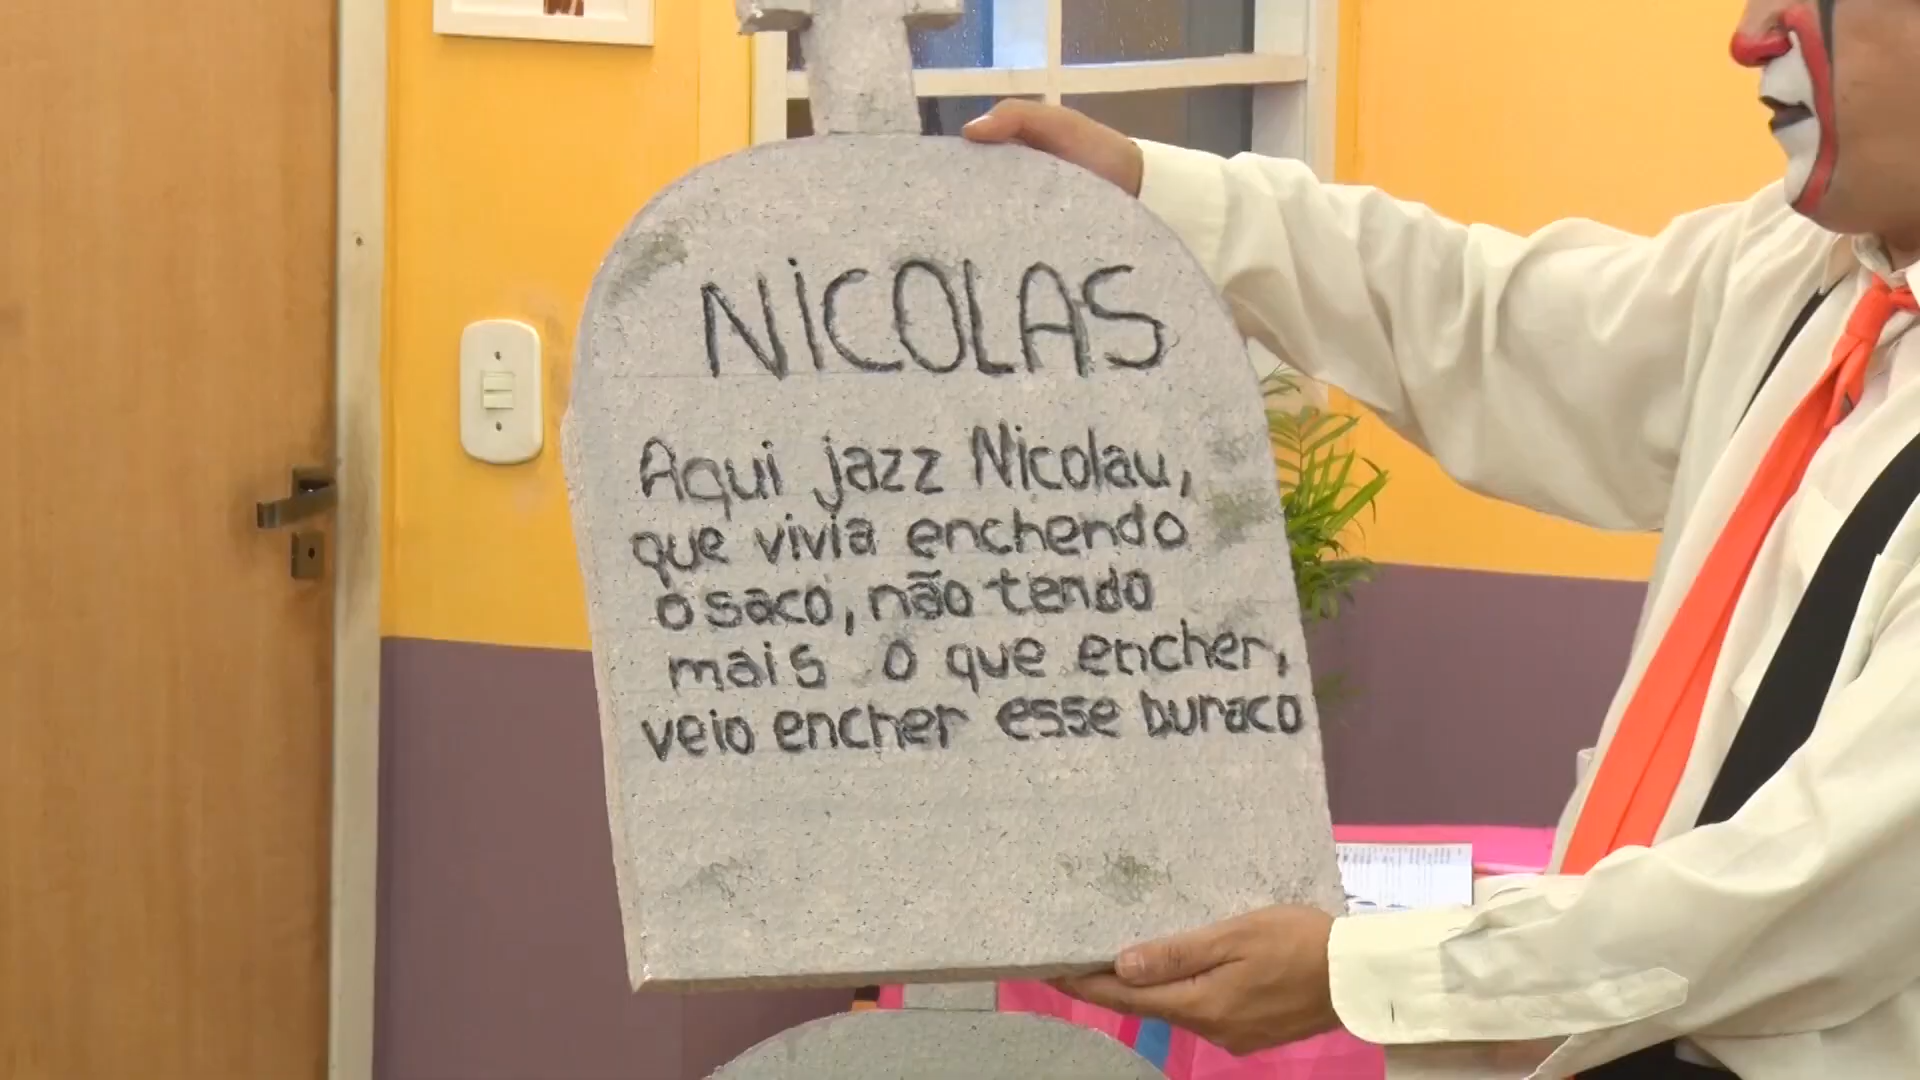 NiCOLAS
Aqui jazz Nicolau,
que vivia enchendo
o saco, não tendo
mais o que encher,
veio encher esse buraco